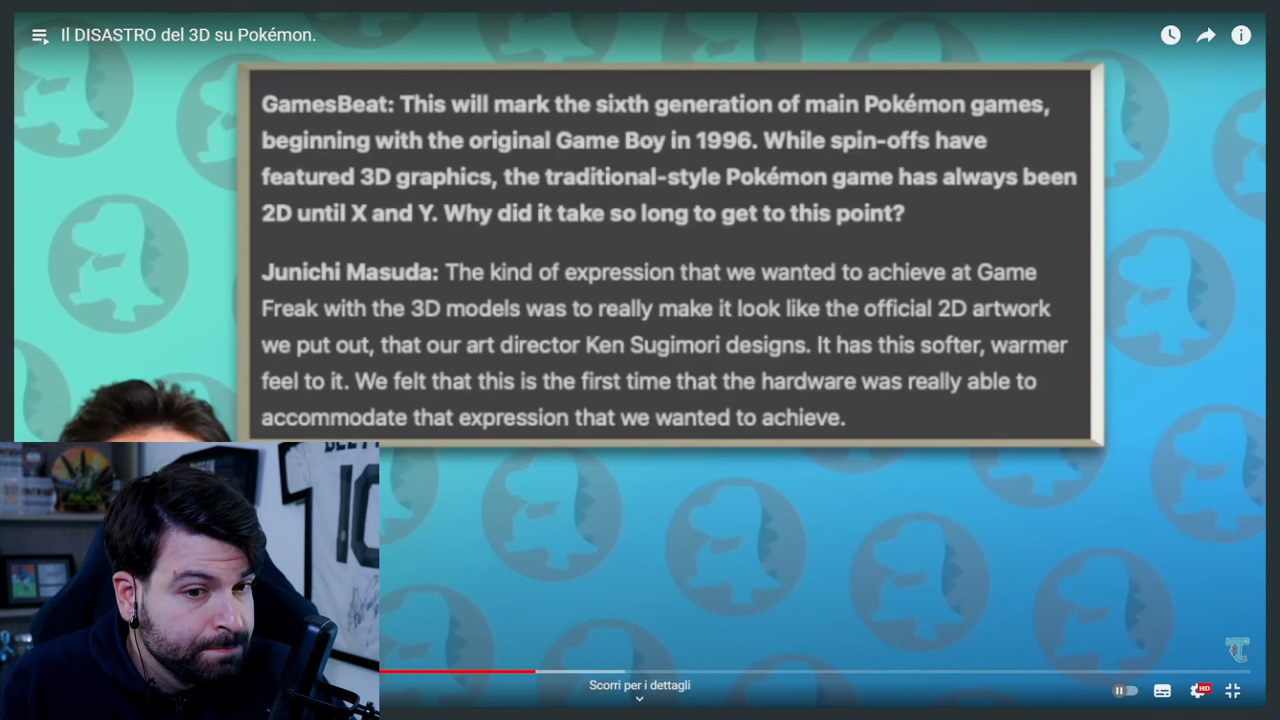 Il DISASTRO del 3D su Pokémon.
GamesBeat: This will mark the sixth generation of main Pokémon games,
beginning with the original Game Boy in 1996. While spin-offs have
featured 3D graphics, the traditional-style Pokémon game has always been
2D until X and Y. Why did it take so long to get to this point?
Junichi Masuda: The kind of expression that we wanted to achieve at Game
Freak with the 3D models was to really make it look like the official 2D artwork
we put out, that our art director Ken Sugimori designs. It has this softer, warmer
feel to it. We felt that this is the first time that the hardware was really able to
accommodate that expression that we wanted to achieve.
10
Scorri per i dettagli
HD